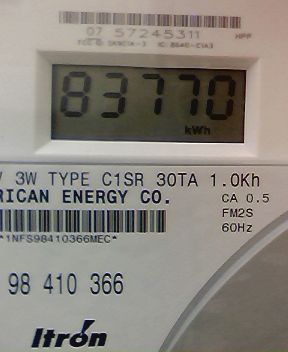 07 57245311
83770
kWh
3W TYPE C1SR 30TA 1.0Kh
RICAN ENERGY CO.
CA 0.5
FM2S
60Hz
*1NFS98410366MEC*
98 410 366
Itron